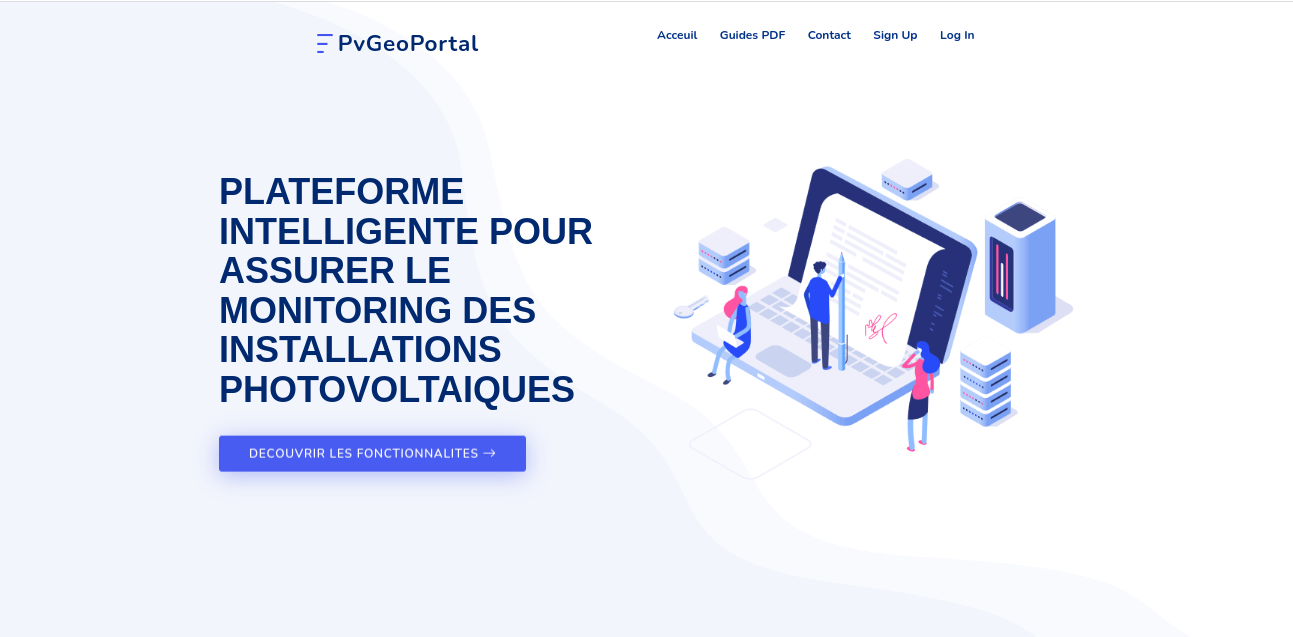 PvGeoPortal
Acceuil Guides PDF Contact Sign Up Log In
PLATEFORME
INTELLIGENTE POUR
ASSURER LE
MONITORING DES
INSTALLATIONS
PHOTOVOLTAIQUES
DECOUVRIR LES FONCTIONNALITES →